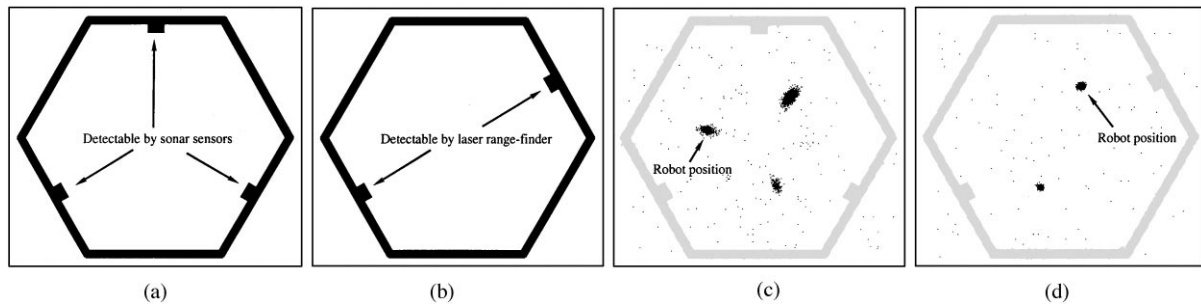 Detectable by sonar sensors
Detectable by laser range-finder
Robot position
Robot position
(a)
(b)
(c)
(d)